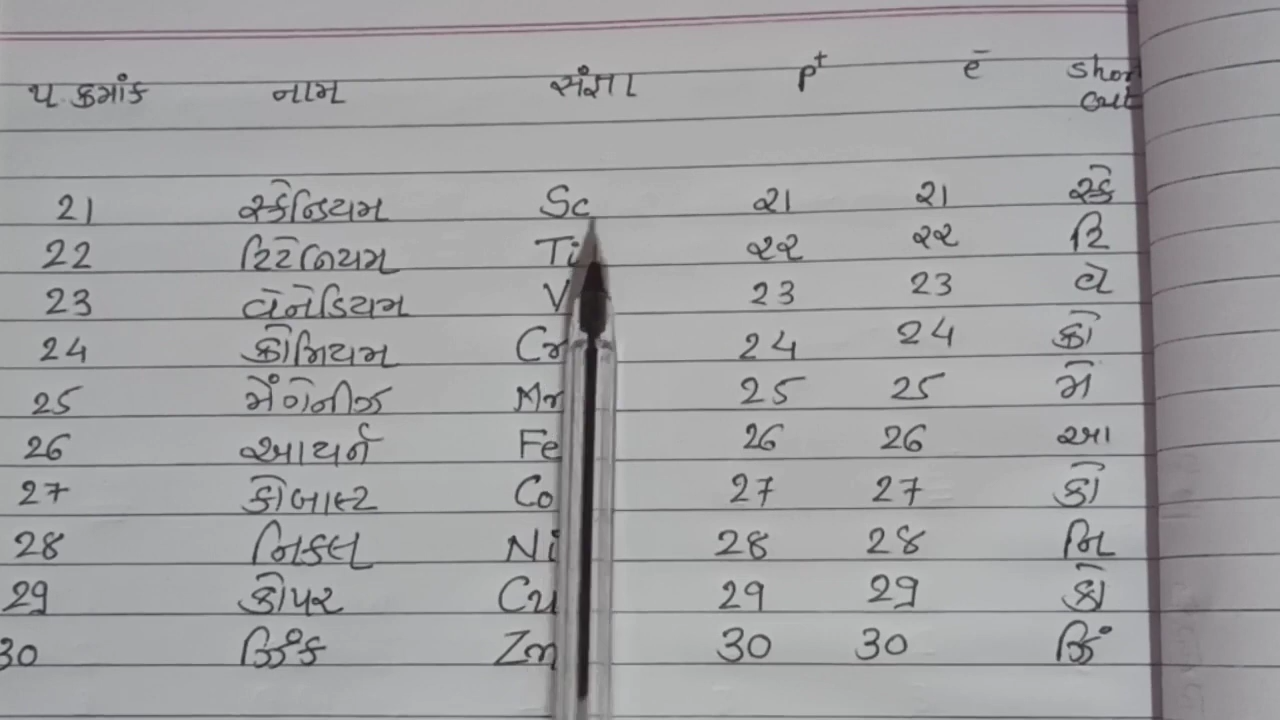 પ.ક્રમાંક નામ સંજ્ઞા p⁺ e⁻ short cut
21 સ્કેન્ડિયમ Sc ૨1 ૨1 સ્કે
22 ટિટેનિયમ Ti ૨૨ ૨૨ ટિ
23 વેનેડિયમ V 23 23 વે
24 ક્રોમિયમ Cr 24 24 ક્રો
25 મેંગેનીઝ Mn 25 25 મે
26 આયર્ન Fe 26 26 આ
27 કોબાલ્ટ Co 27 27 કો
28 નિકલ Ni 28 28 નિ
29 કોપર Cu 29 29 કો
30 ઝિંક Zn 30 30 ઝિં